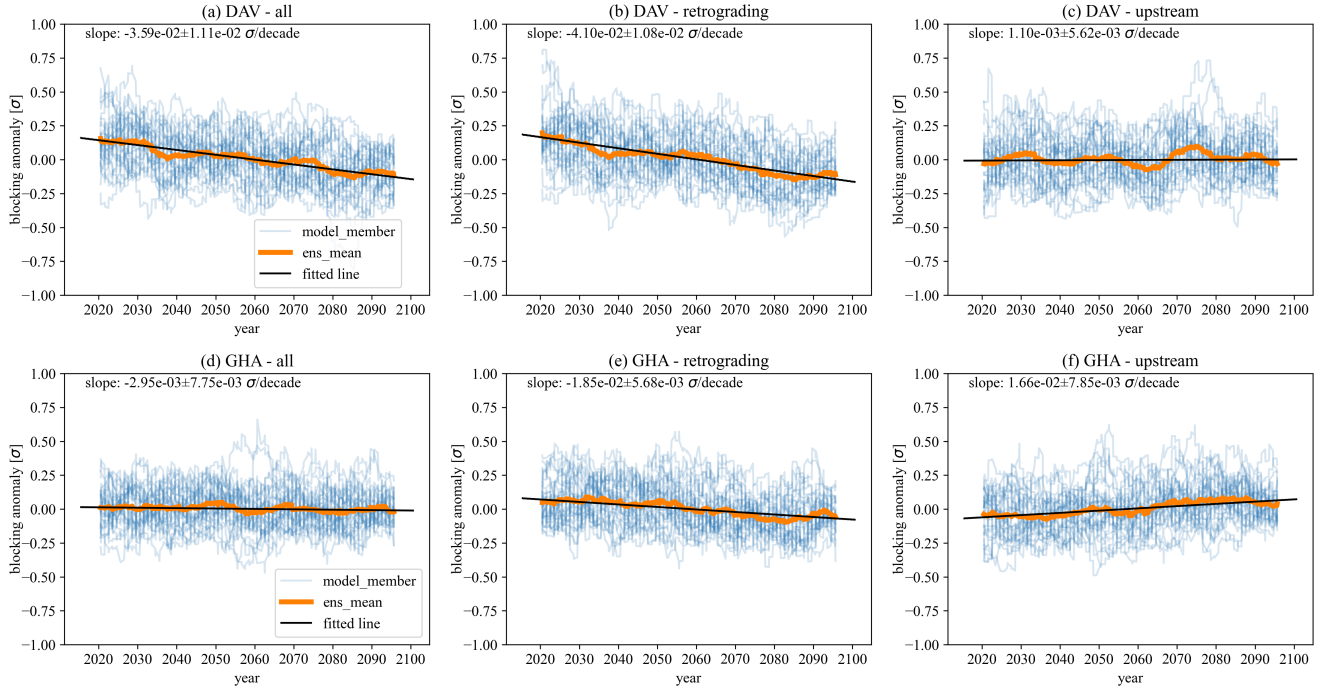 (a) DAV - all
slope: -3.59e-02±1.11e-02 σ/decade
blocking anomaly [σ]
1.00
0.75
0.50
0.25
0.00
−0.25
−0.50
−0.75
−1.00
model_member
ens_mean
fitted line
2020 2030 2040 2050 2060 2070 2080 2090 2100
year
(b) DAV - retrograding
slope: -4.10e-02±1.08e-02 σ/decade
blocking anomaly [σ]
1.00
0.75
0.50
0.25
0.00
−0.25
−0.50
−0.75
−1.00
2020 2030 2040 2050 2060 2070 2080 2090 2100
year
(c) DAV - upstream
slope: 1.10e-03±5.62e-03 σ/decade
blocking anomaly [σ]
1.00
0.75
0.50
0.25
0.00
−0.25
−0.50
−0.75
−1.00
2020 2030 2040 2050 2060 2070 2080 2090 2100
year
(d) GHA - all
slope: -2.95e-03±7.75e-03 σ/decade
blocking anomaly [σ]
1.00
0.75
0.50
0.25
0.00
−0.25
−0.50
−0.75
−1.00
model_member
ens_mean
fitted line
2020 2030 2040 2050 2060 2070 2080 2090 2100
year
(e) GHA - retrograding
slope: -1.85e-02±5.68e-03 σ/decade
blocking anomaly [σ]
1.00
0.75
0.50
0.25
0.00
−0.25
−0.50
−0.75
−1.00
2020 2030 2040 2050 2060 2070 2080 2090 2100
year
(f) GHA - upstream
slope: 1.66e-02±7.85e-03 σ/decade
blocking anomaly [σ]
1.00
0.75
0.50
0.25
0.00
−0.25
−0.50
−0.75
−1.00
2020 2030 2040 2050 2060 2070 2080 2090 2100
year